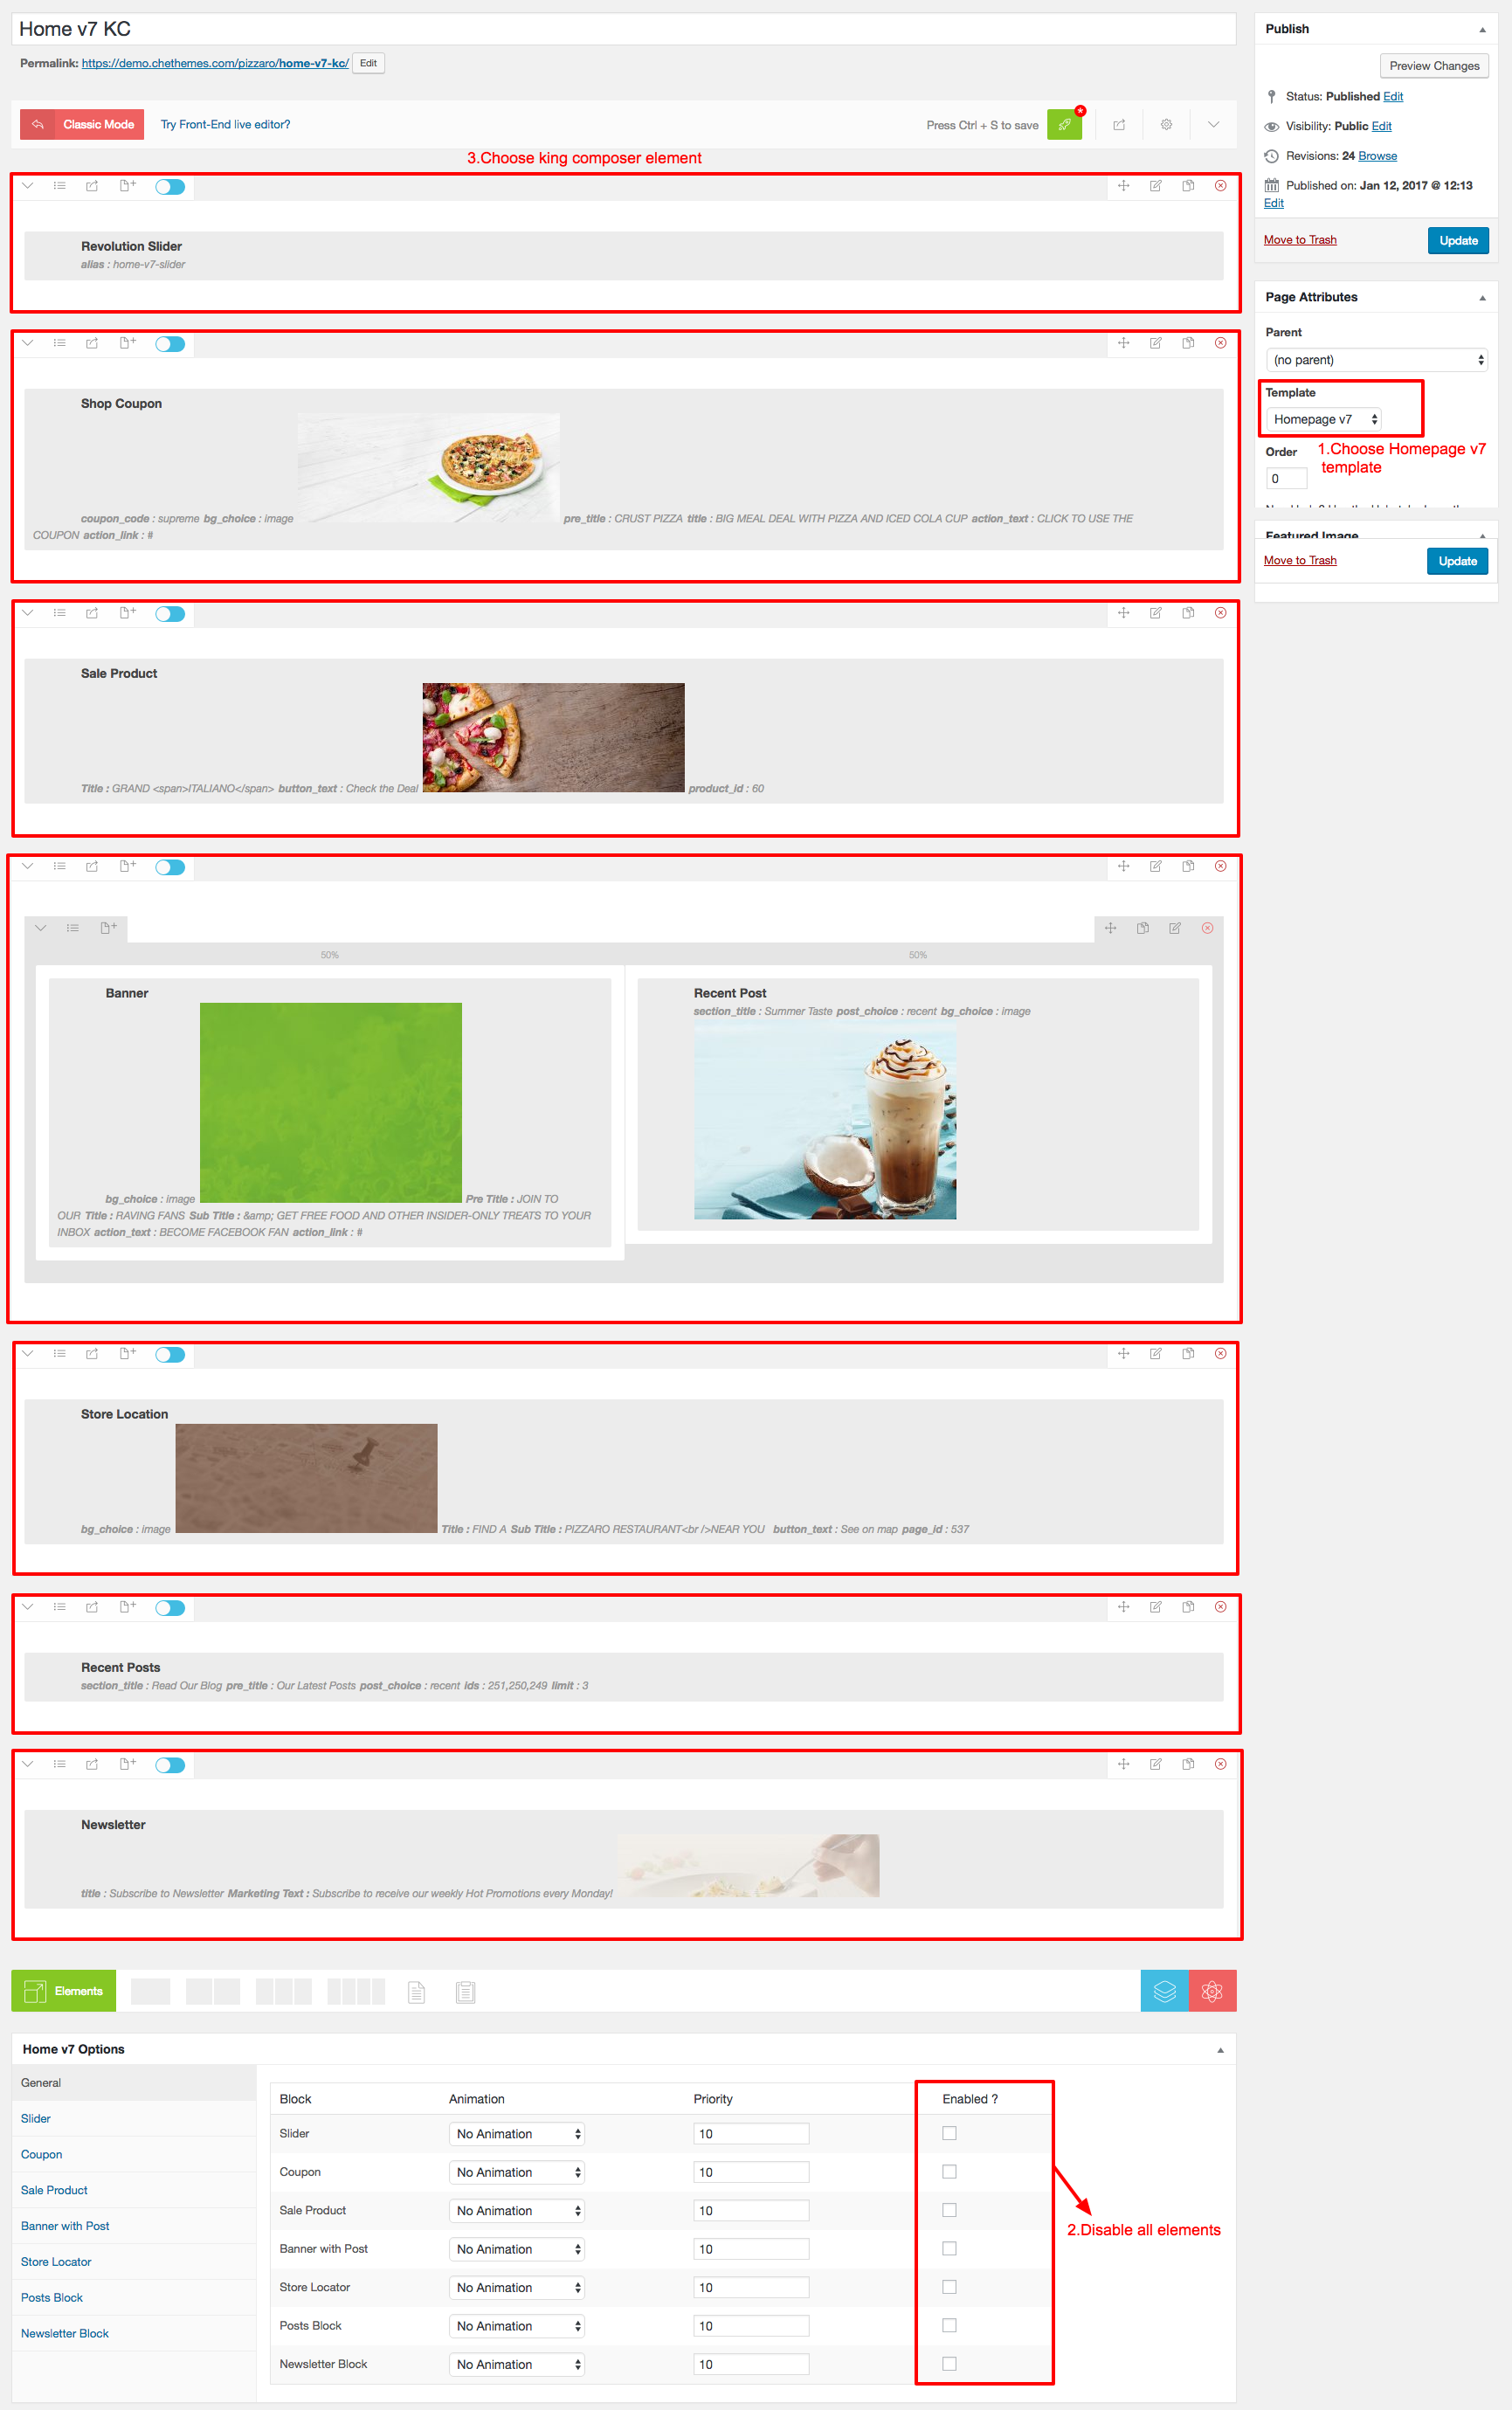 Home v7 KC
Permalink: https://demo.chethemes.com/pizzaro/home-v7-kc/ Edit
Classic Mode
Try Front-End live editor?
Press Ctrl + S to save
3.Choose king composer element
Revolution Slider
alias : home-v7-slider
Shop Coupon
coupon_code : supreme bg_choice : image pre_title : CRUST PIZZA title : BIG MEAL DEAL WITH PIZZA AND ICED COLA CUP action_text : CLICK TO USE THE
COUPON action_link : #
Sale Product
Title : GRAND <span>ITALIANO</span> button_text : Check the Deal product_id : 60
50%
50%
Banner
bg_choice : image Pre Title : JOIN TO
OUR Title : RAVING FANS Sub Title : &amp; GET FREE FOOD AND OTHER INSIDER-ONLY TREATS TO YOUR
INBOX action_text : BECOME FACEBOOK FAN action_link : #
Recent Post
section_title : Summer Taste post_choice : recent bg_choice : image
Store Location
bg_choice : image Title : FIND A Sub Title : PIZZARO RESTAURANT<br />NEAR YOU button_text : See on map page_id : 537
Recent Posts
section_title : Read Our Blog pre_title : Our Latest Posts post_choice : recent ids : 251,250,249 limit : 3
Newsletter
title : Subscribe to Newsletter Marketing Text : Subscribe to receive our weekly Hot Promotions every Monday!
Elements
Home v7 Options
General
Slider
Coupon
Sale Product
Banner with Post
Store Locator
Posts Block
Newsletter Block
Block Animation Priority Enabled ?
Slider No Animation 10
Coupon No Animation 10
Sale Product No Animation 10
Banner with Post No Animation 10
Store Locator No Animation 10
Posts Block No Animation 10
Newsletter Block No Animation 10
2.Disable all elements
Publish
Preview Changes
Status: Published Edit
Visibility: Public Edit
Revisions: 24 Browse
Published on: Jan 12, 2017 @ 12:13
Edit
Move to Trash
Update
Page Attributes
Parent
(no parent)
Template
Homepage v7
1.Choose Homepage v7
template
Order
0
Featured Image
Move to Trash
Update